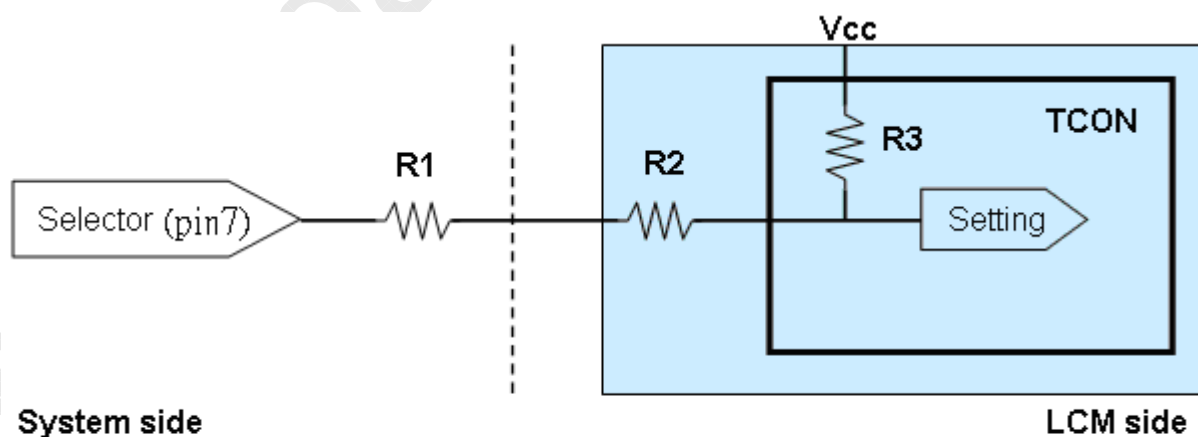 Vcc
TCON
R3
R1
R2
Selector (pin7)
Setting
System side
LCM side